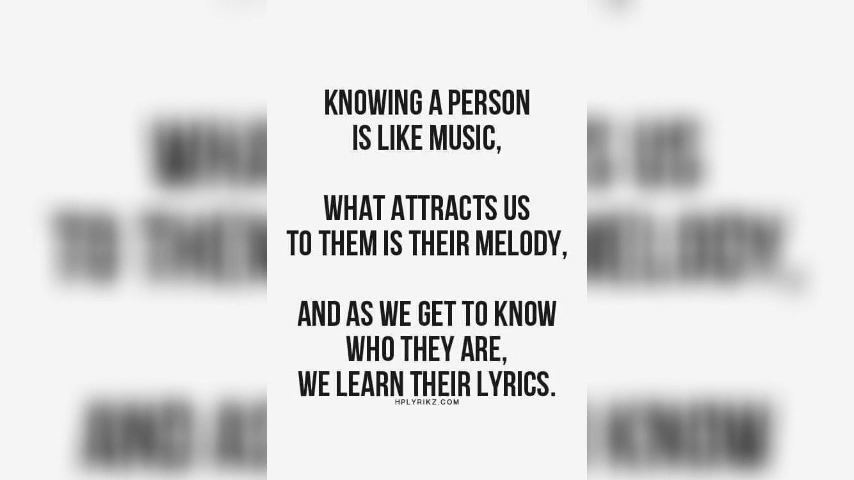 KNOWING A PERSON
IS LIKE MUSIC,
WHAT ATTRACTS US
TO THEM IS THEIR MELODY,
AND AS WE GET TO KNOW
WHO THEY ARE,
WE LEARN THEIR LYRICS.
HPLYRIKZ.COM